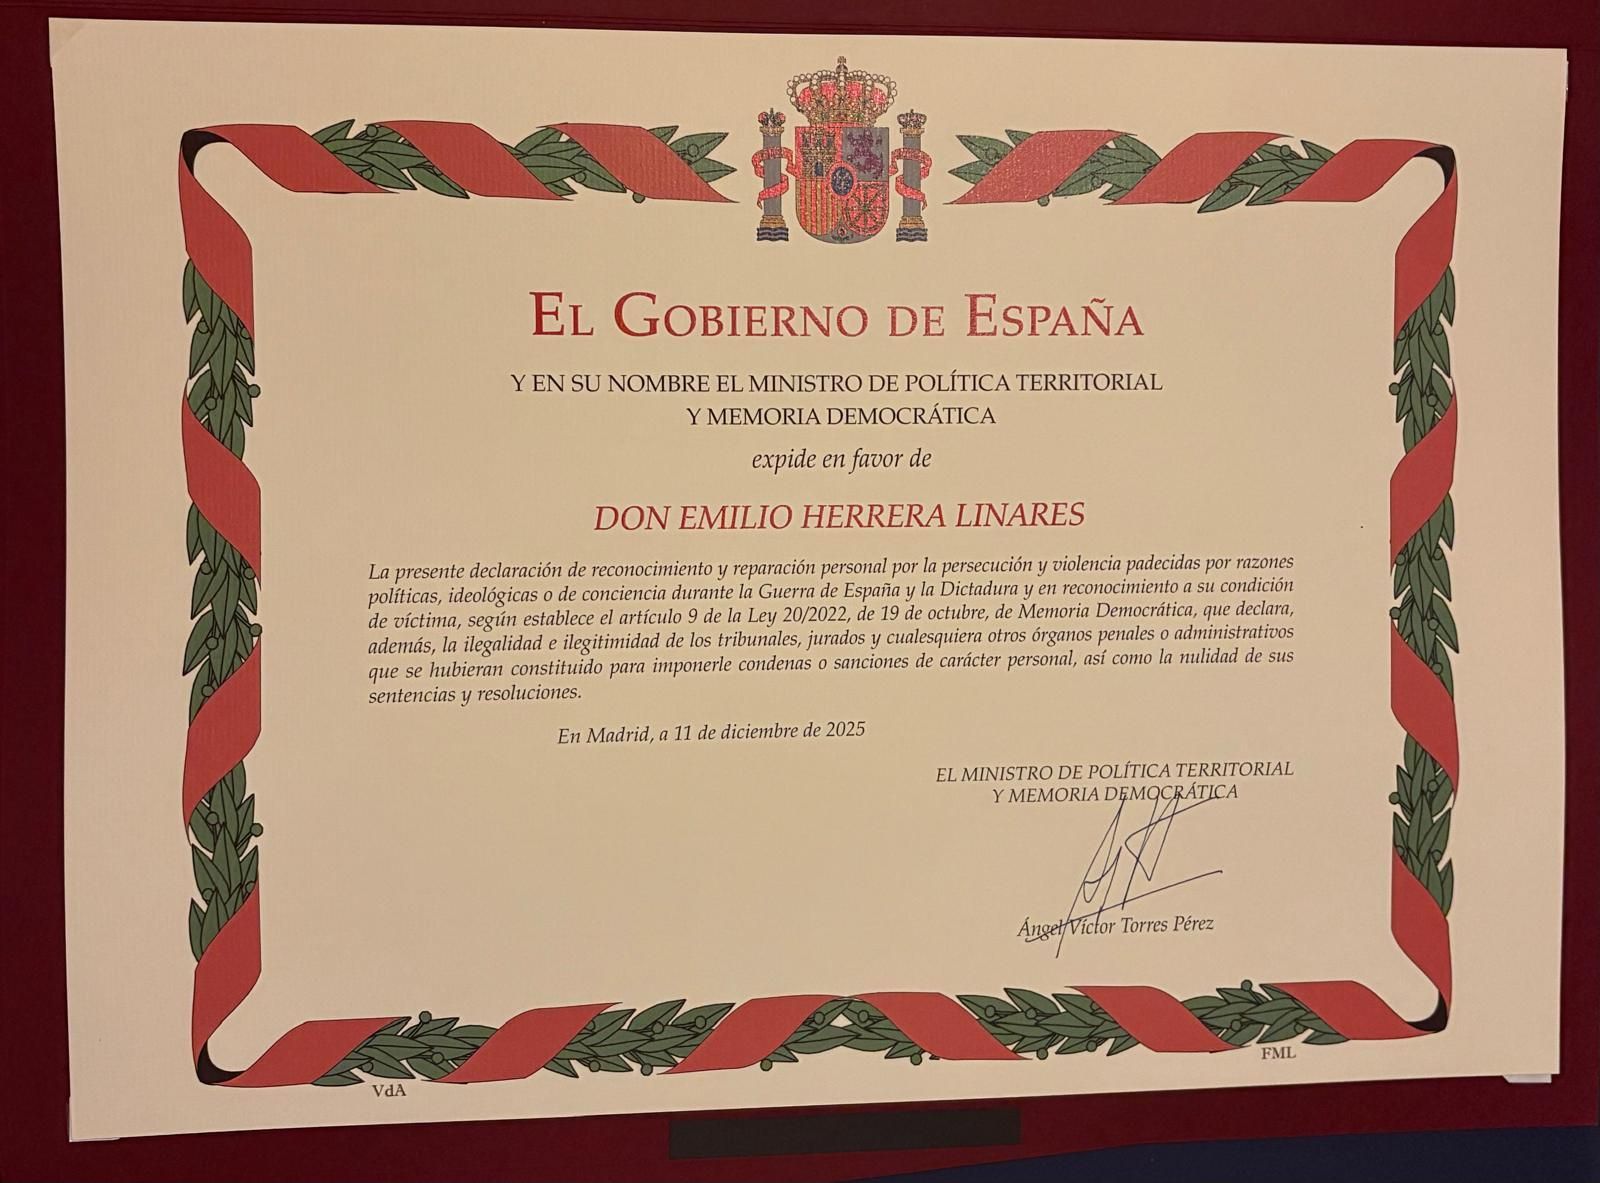 EL GOBIERNO DE ESPAÑA
Y EN SU NOMBRE EL MINISTRO DE POLÍTICA TERRITORIAL
Y MEMORIA DEMOCRÁTICA
expide en favor de
DON EMILIO HERRERA LINARES
La presente declaración de reconocimiento y reparación personal por la persecución y violencia padecidas por razones
políticas, ideológicas o de conciencia durante la Guerra de España y la Dictadura y en reconocimiento a su condición
de víctima, según establece el artículo 9 de la Ley 20/2022, de 19 de octubre, de Memoria Democrática, que declara,
además, la ilegalidad e ilegitimidad de los tribunales, jurados y cualesquiera otros órganos penales o administrativos
que se hubieran constituido para imponerle condenas o sanciones de carácter personal, así como la nulidad de sus
sentencias y resoluciones.
En Madrid, a 11 de diciembre de 2025
EL MINISTRO DE POLÍTICA TERRITORIAL
Y MEMORIA DEMOCRÁTICA
Ángel Víctor Torres Pérez
VdA
FML